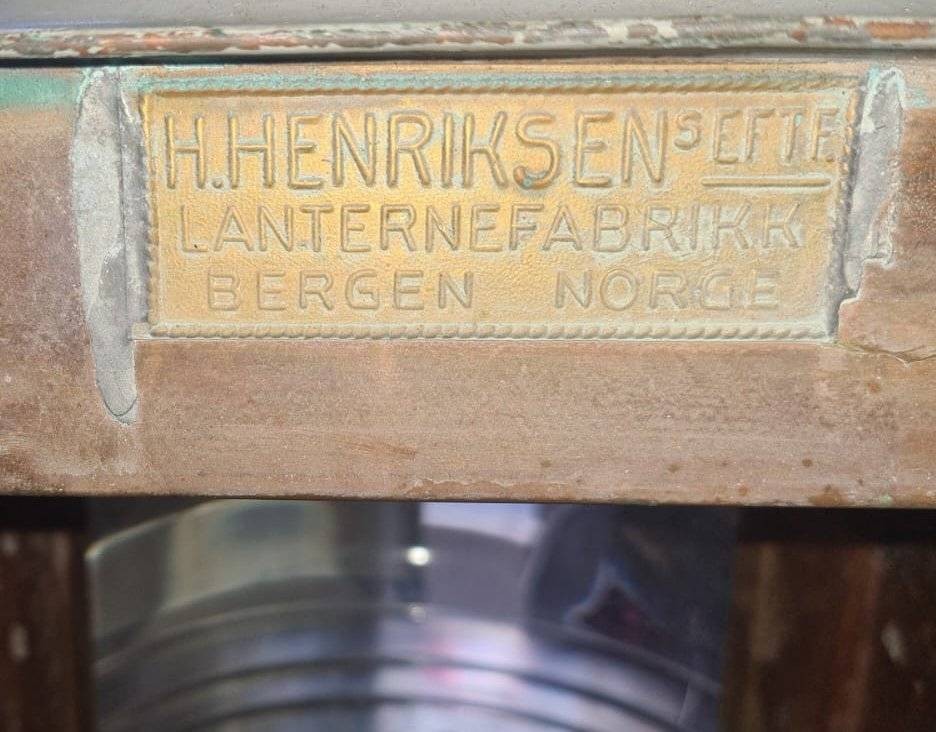 H. HENRIKSENS EFTF.
LANTERNEFABRIKK
BERGEN NORGE